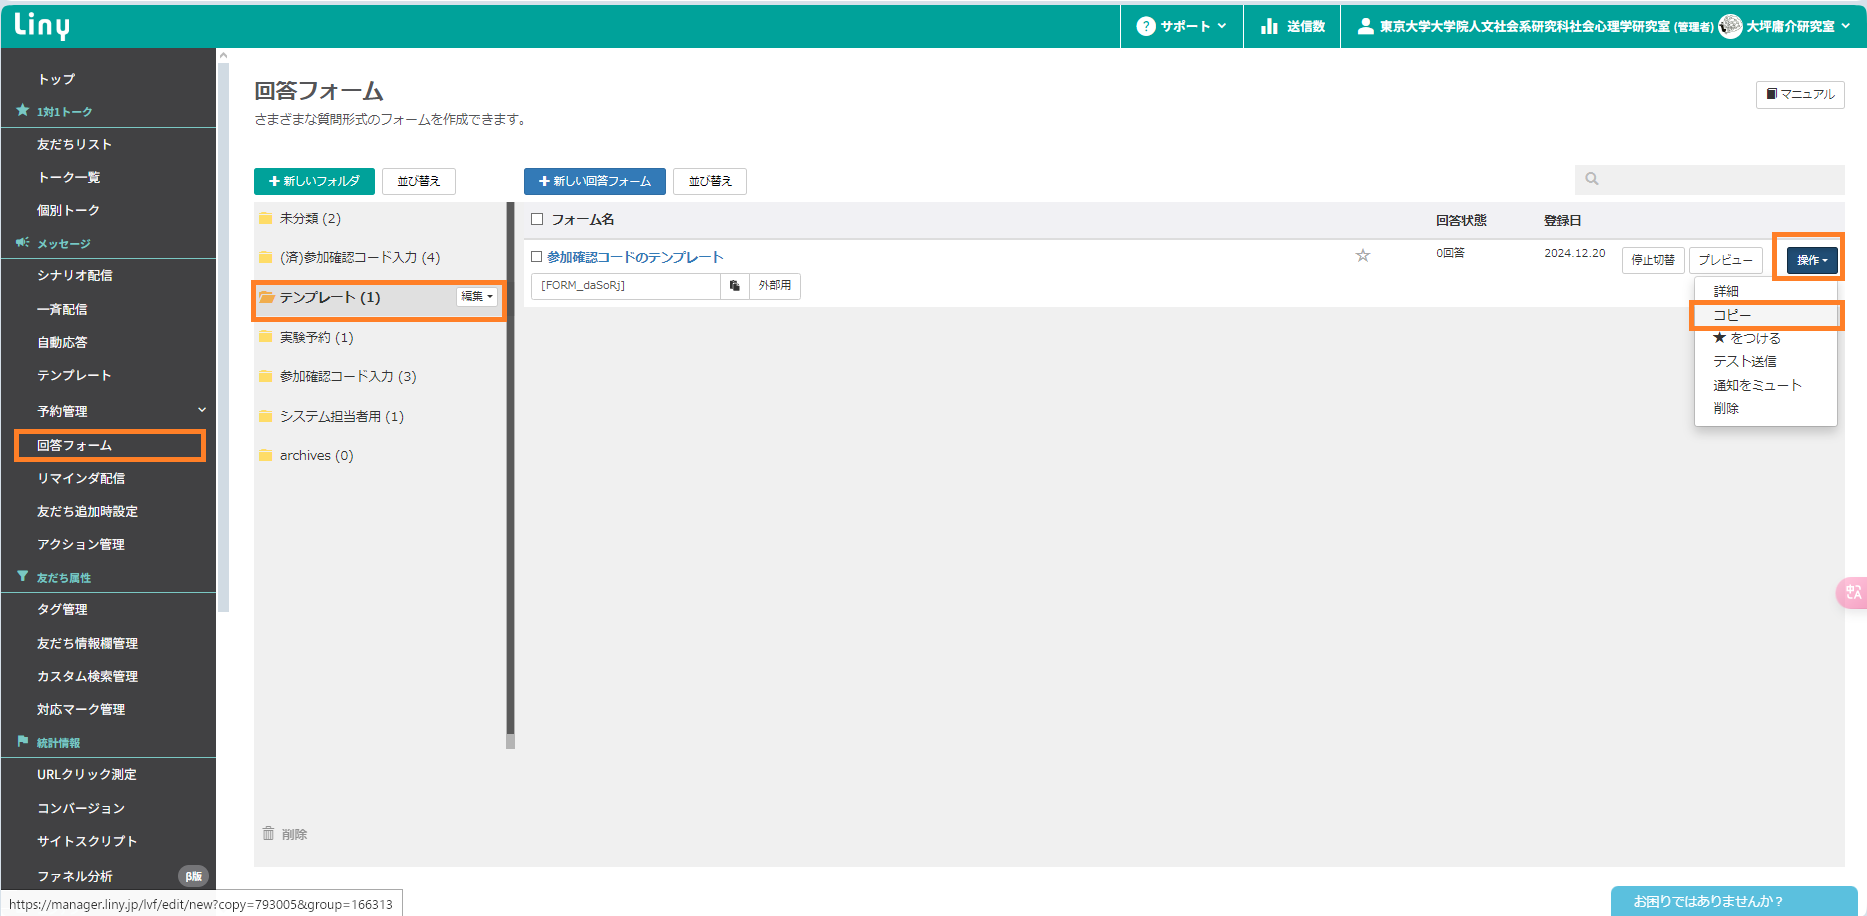 Liny
サポート
送信数
東京大学大学院人文社会系研究科社会心理学研究室 (管理者)
大坪庸介研究室
トップ
1対1トーク
友だちリスト
トーク一覧
個別トーク
メッセージ
シナリオ配信
一斉配信
自動応答
テンプレート
予約管理
回答フォーム
リマインダ配信
友だち追加時設定
アクション管理
友だち属性
タグ管理
友だち情報欄管理
カスタム検索管理
対応マーク管理
統計情報
URLクリック測定
コンバージョン
サイトスクリプト
ファネル分析 β版
https://manager.liny.jp/lvf/edit/new?copy=793005&group=166313
回答フォーム
さまざまな質問形式のフォームを作成できます。
マニュアル
+ 新しいフォルダ
並び替え
+ 新しい回答フォーム
並び替え
未分類 (2)
(済)参加確認コード入力 (4)
テンプレート (1)
編集
実験予約 (1)
参加確認コード入力 (3)
システム担当者用 (1)
archives (0)
削除
フォーム名
回答状態
登録日
参加確認コードのテンプレート
☆
0回答
2024.12.20
停止切替
プレビュー
操作
[FORM_daSoRj]
外部用
詳細
コピー
★ をつける
テスト送信
通知をミュート
削除
中
A
お困りではありませんか？